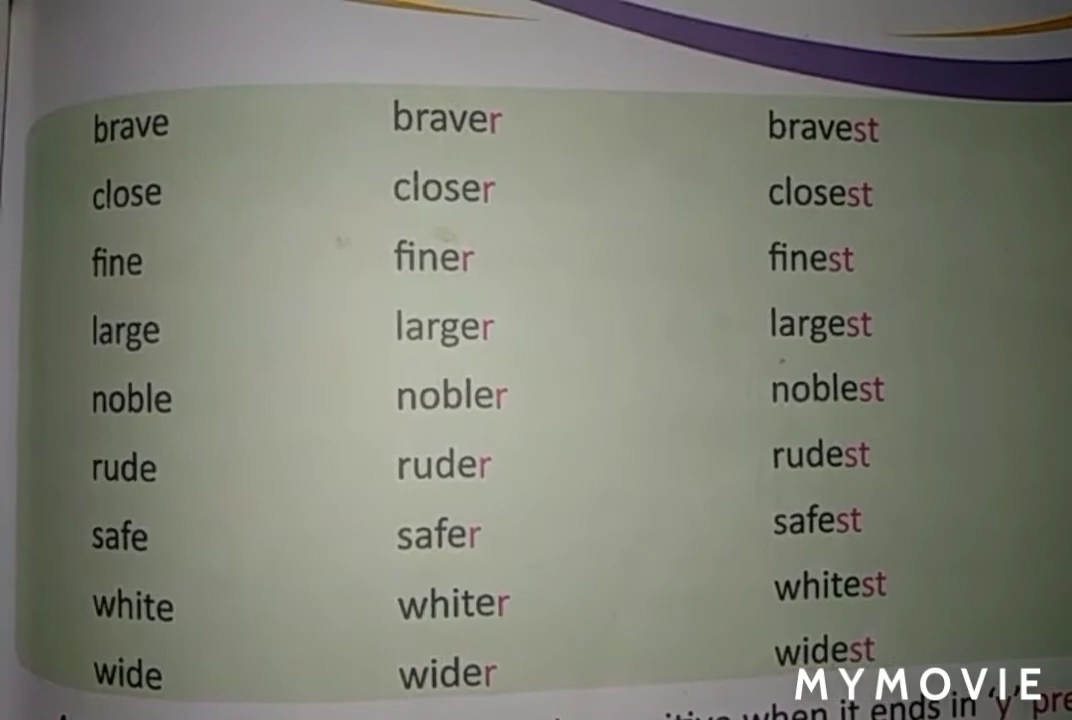 brave braver bravest
close closer closest
fine finer finest
large larger largest
noble nobler noblest
rude ruder rudest
safe safer safest
white whiter whitest
wide wider widest
when it ends in 'y'
MYMOVIE